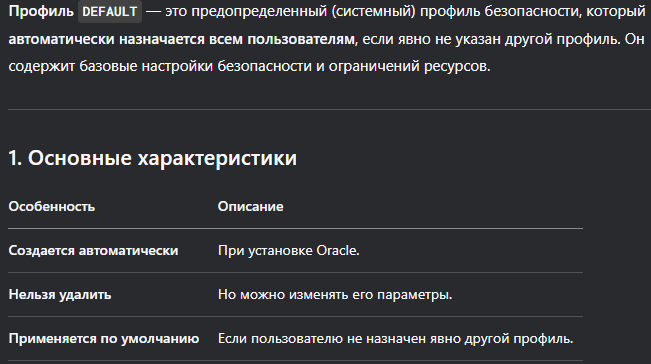 Профиль DEFAULT — это предопределенный (системный) профиль безопасности, который
автоматически назначается всем пользователям, если явно не указан другой профиль. Он
содержит базовые настройки безопасности и ограничений ресурсов.
1. Основные характеристики
Особенность Описание
Создается автоматически При установке Oracle.
Нельзя удалить Но можно изменять его параметры.
Применяется по умолчанию Если пользователю не назначен явно другой профиль.